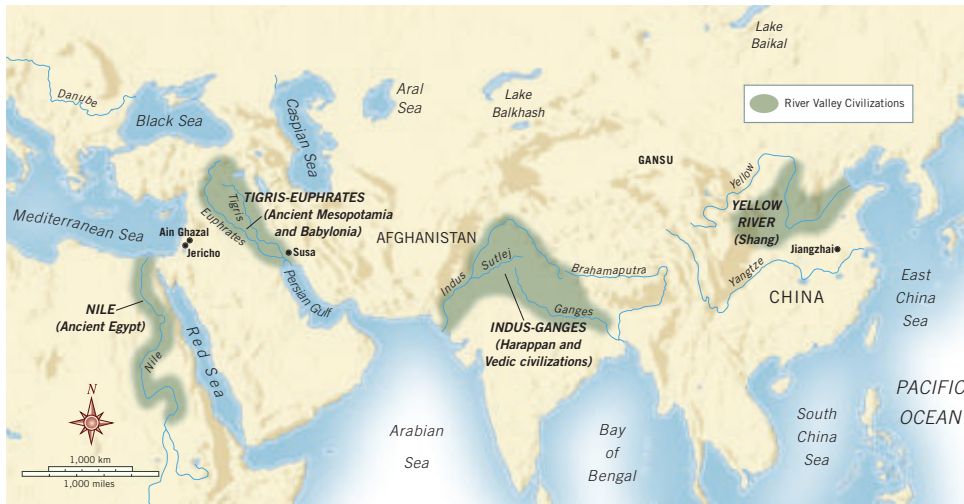 Lake
Baikal
Aral
Sea
Lake
Balkhash
Danube
Black Sea
Caspian Sea
River Valley Civilizations
GANSU
Yellow
YELLOW
RIVER
(Shang)
Jiangzhai
Yangtze
CHINA
East
China
Sea
TIGRIS-EUPHRATES
(Ancient Mesopotamia
and Babylonia)
Tigris
Euphrates
Mediterranean Sea
Ain Ghazal
Jericho
Susa
AFGHANISTAN
Persian Gulf
Indus
Sutlej
Brahamaputra
Ganges
INDUS-GANGES
(Harappan and
Vedic civilizations)
NILE
(Ancient Egypt)
Nile
Red Sea
N
1,000 km
1,000 miles
Arabian
Sea
Bay
of
Bengal
South
China
Sea
PACIFIC
OCEAN